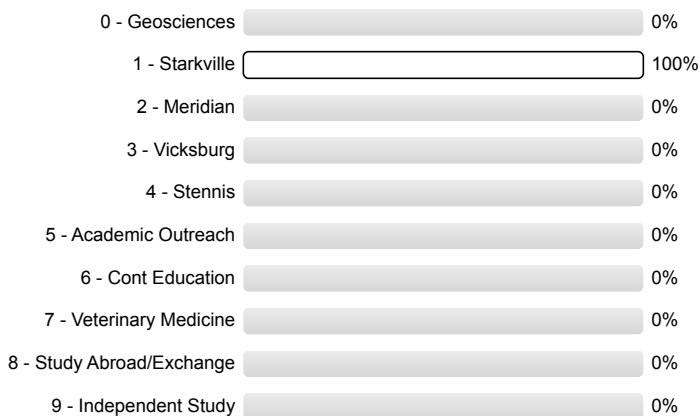 0 - Geosciences 0%
1 - Starkville 100%
2 - Meridian 0%
3 - Vicksburg 0%
4 - Stennis 0%
5 - Academic Outreach 0%
6 - Cont Education 0%
7 - Veterinary Medicine 0%
8 - Study Abroad/Exchange 0%
9 - Independent Study 0%